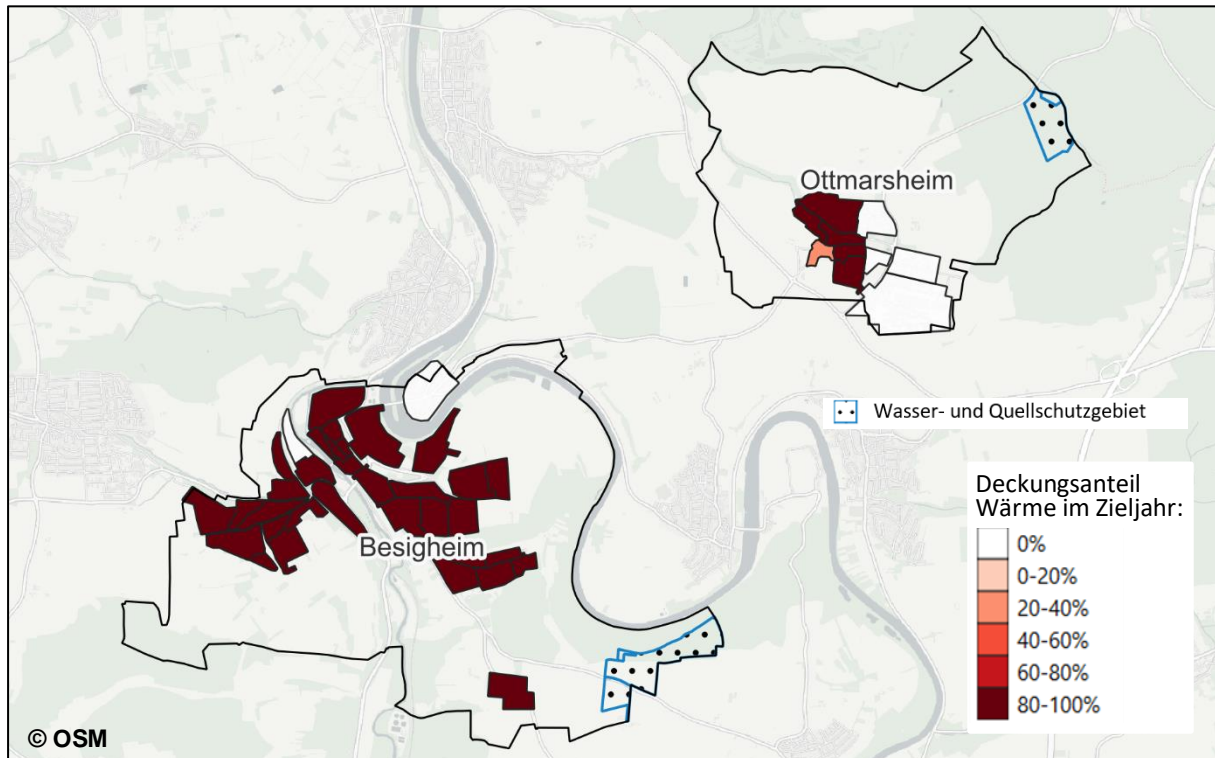 Ottmarsheim
Wasser- und Quellschutzgebiet
Besigheim
Deckungsanteil
Wärme im Zieljahr:
0%
0-20%
20-40%
40-60%
60-80%
80-100%
© OSM